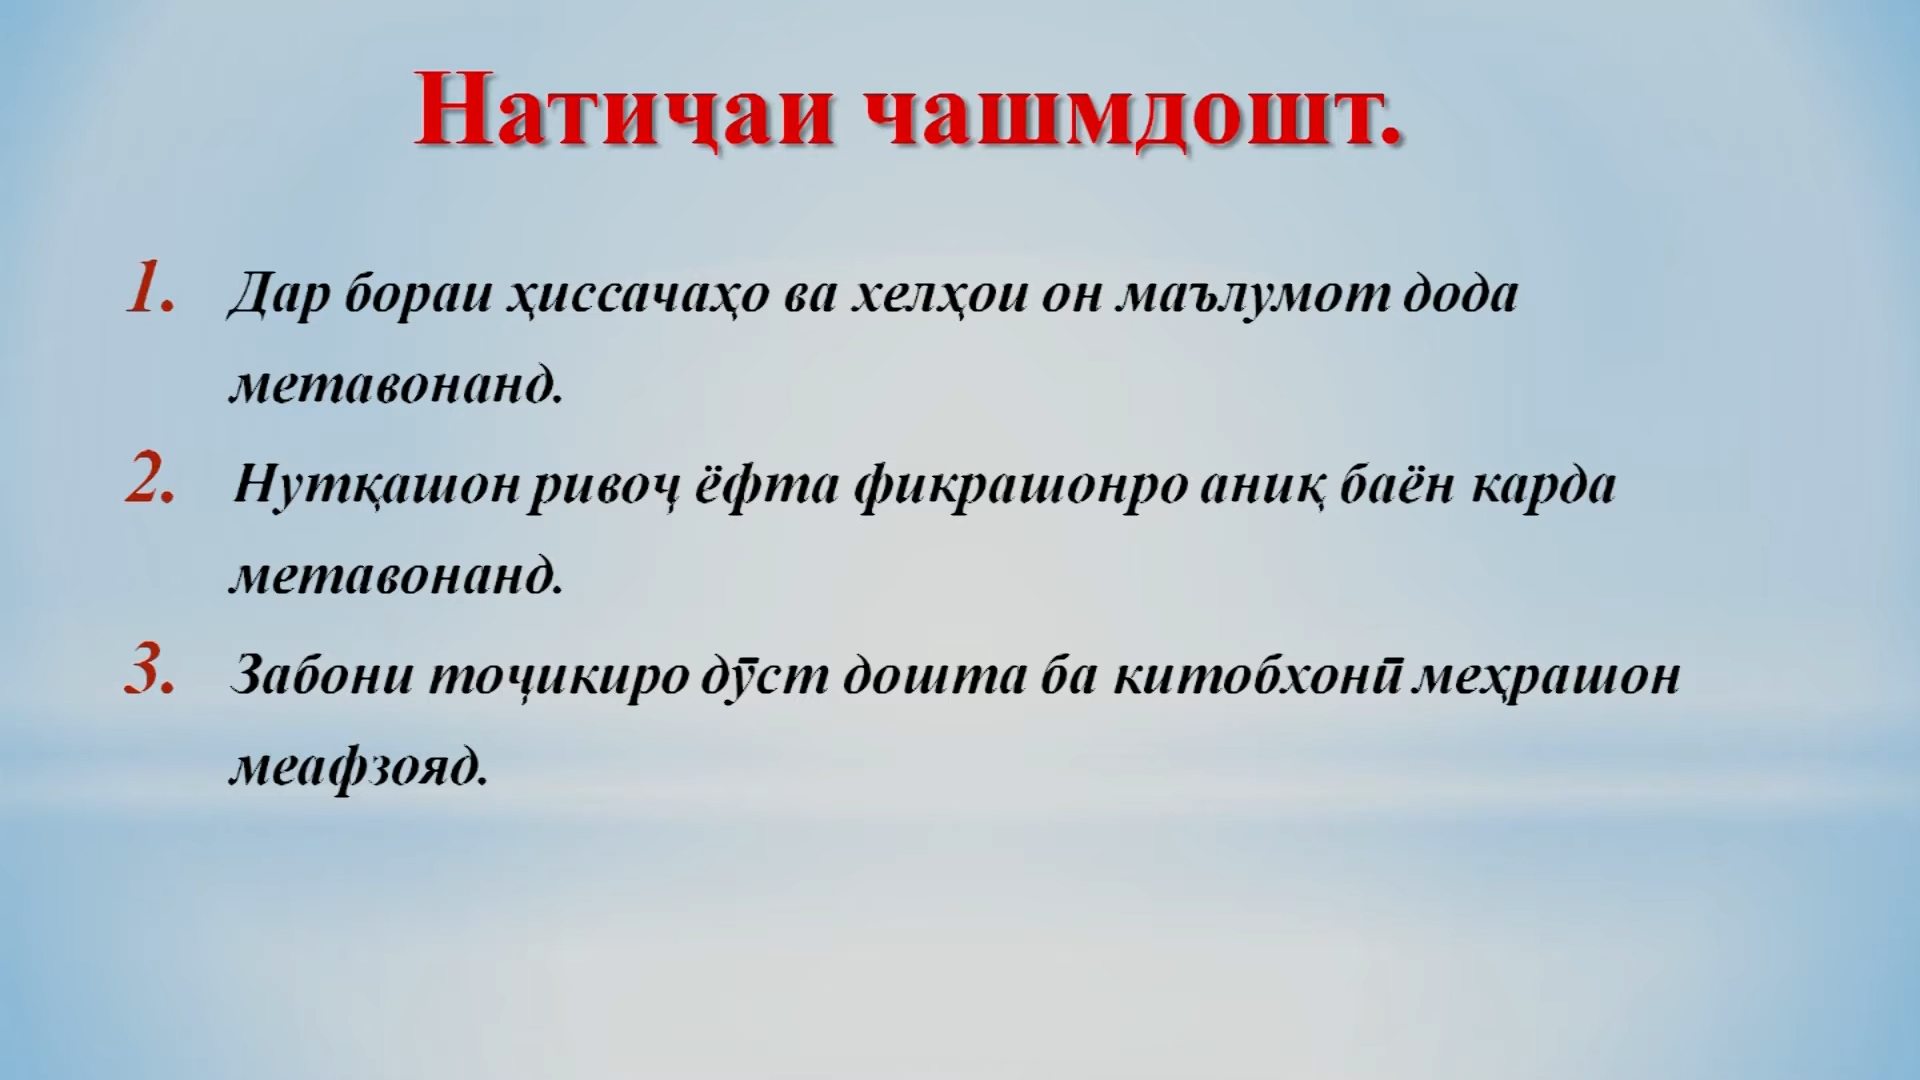 Натиҷаи чашмдошт.
1. Дар бораи ҳиссачаҳо ва хелҳои он маълумот дода
метавонанд.
2. Нутқашон ривоҷ ёфта фикрашонро аниқ баён карда
метавонанд.
3. Забони тоҷикиро дӯст дошта ба китобхонӣ меҳрашон
меафзояд.